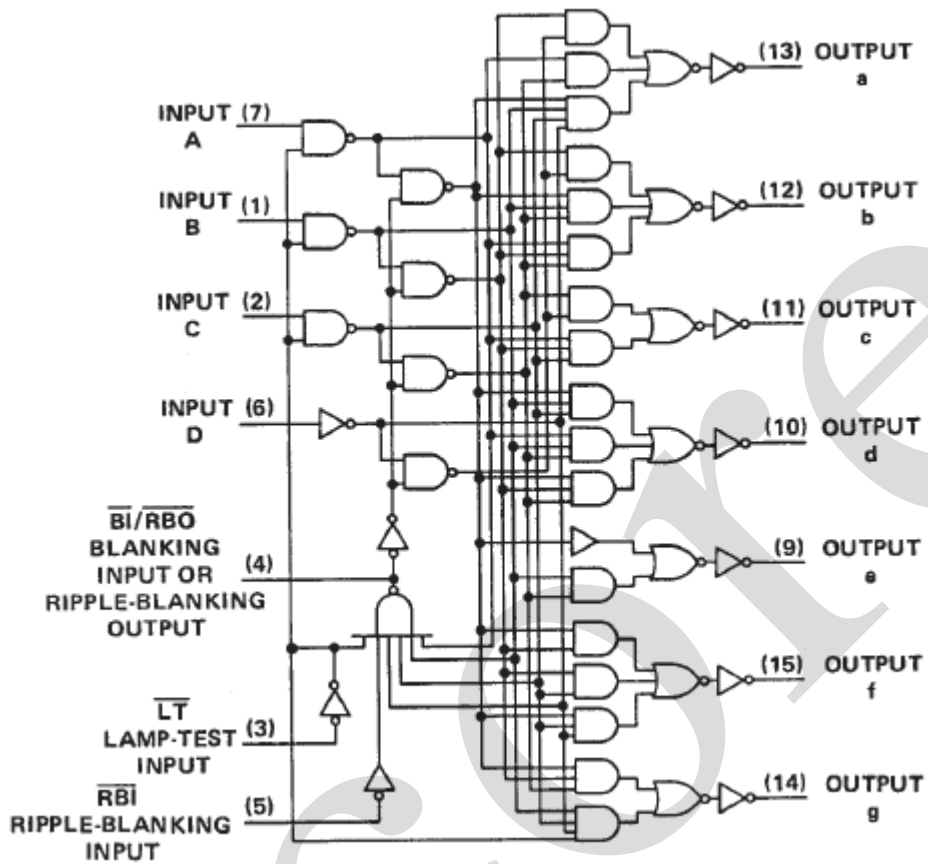 INPUT (7)
A
INPUT (1)
B
INPUT (2)
C
INPUT (6)
D
BI/RBO
BLANKING
(4)
INPUT OR
RIPPLE-BLANKING
OUTPUT
LT
(3)
LAMP-TEST
INPUT
RBI
(5)
RIPPLE-BLANKING
INPUT
(13) OUTPUT
a
(12) OUTPUT
b
(11) OUTPUT
c
(10) OUTPUT
d
(9) OUTPUT
e
(15) OUTPUT
f
(14) OUTPUT
g